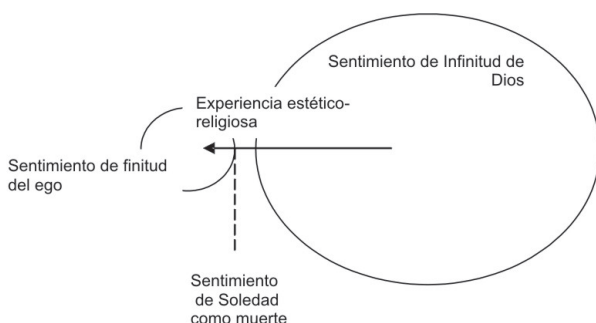 Sentimiento de Infinitud de
Dios
Experiencia estético-
religiosa
Sentimiento de finitud
del ego
Sentimiento
de Soledad
como muerte